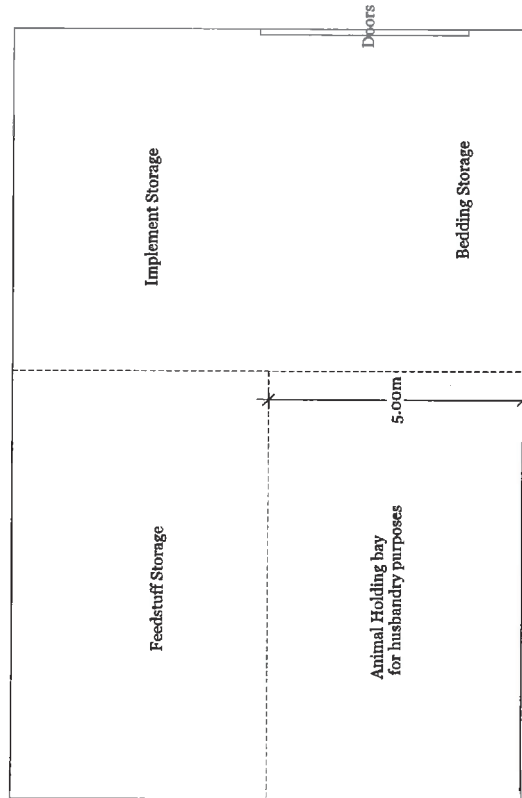 Feedstuff Storage
Implement Storage
Animal Holding bay
for husbandry purposes
5.00m
Bedding Storage
Doors